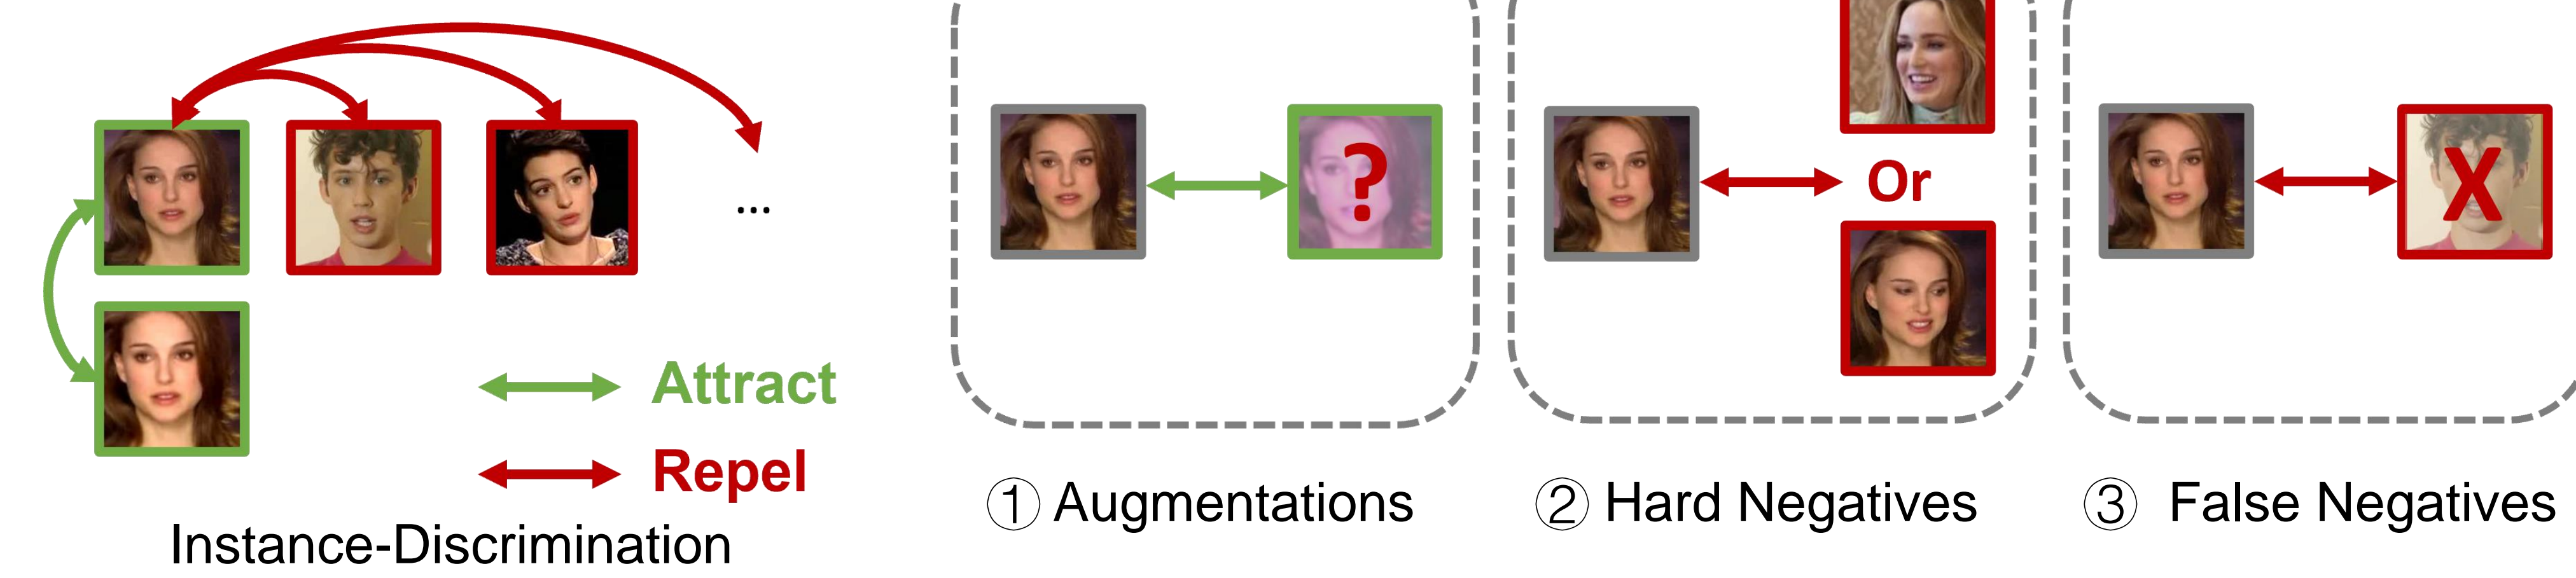 ...
Attract
Repel
Instance-Discrimination
?
① Augmentations
Or
② Hard Negatives
X
③ False Negatives